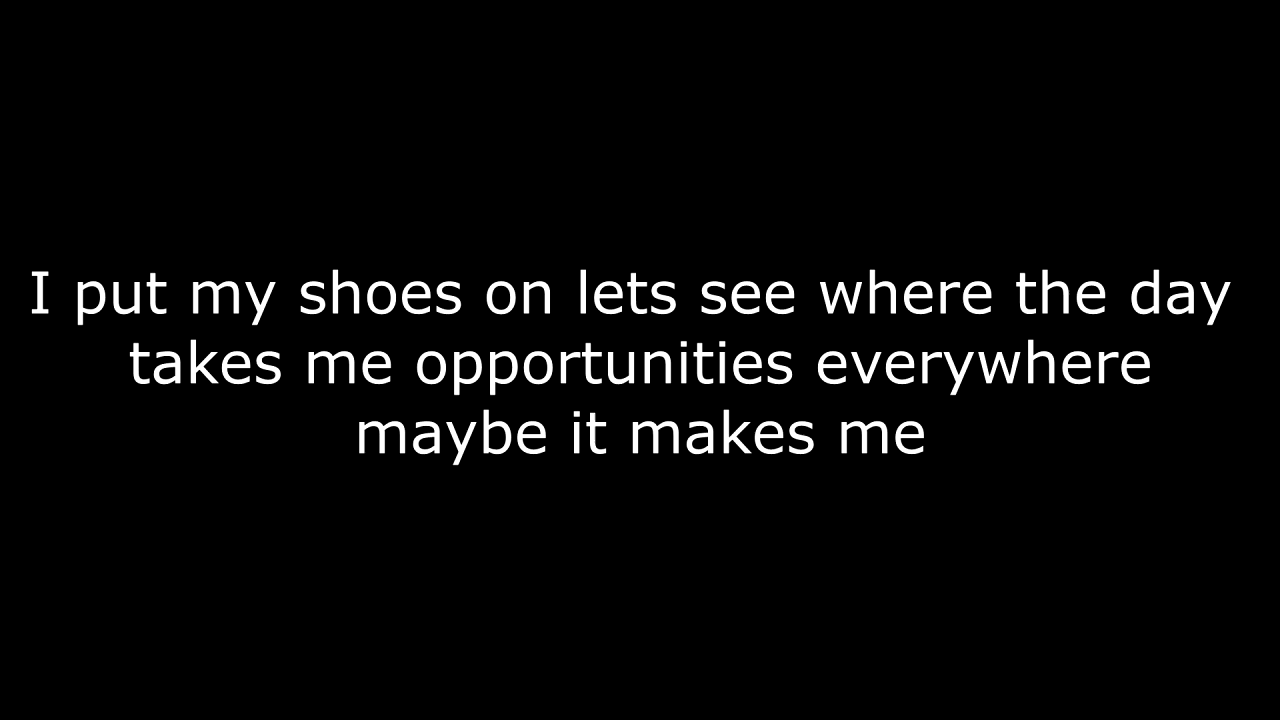 I put my shoes on lets see where the day
takes me opportunities everywhere
maybe it makes me